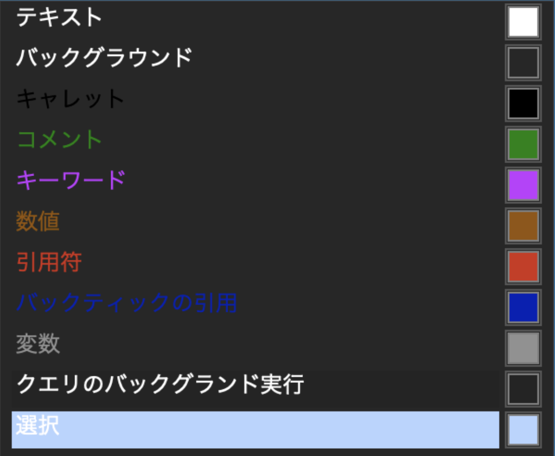 テキスト
バックグラウンド
キャレット
コメント
キーワード
数値
引用符
バックティックの引用
変数
クエリのバックグランド実行
選択